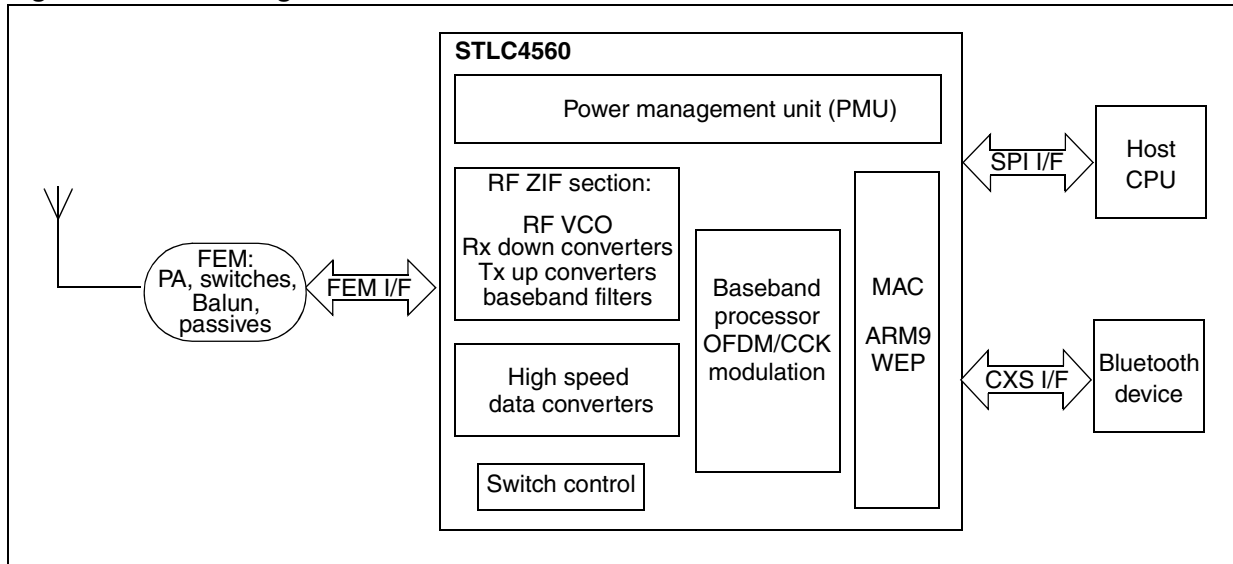 STLC4560
Power management unit (PMU)
RF ZIF section:
RF VCO
Rx down converters
Tx up converters
baseband filters
High speed
data converters
Switch control
Baseband
processor
OFDM/CCK
modulation
MAC
ARM9
WEP
FEM:
PA, switches,
Balun,
passives
FEM I/F
SPI I/F
Host
CPU
CXS I/F
Bluetooth
device